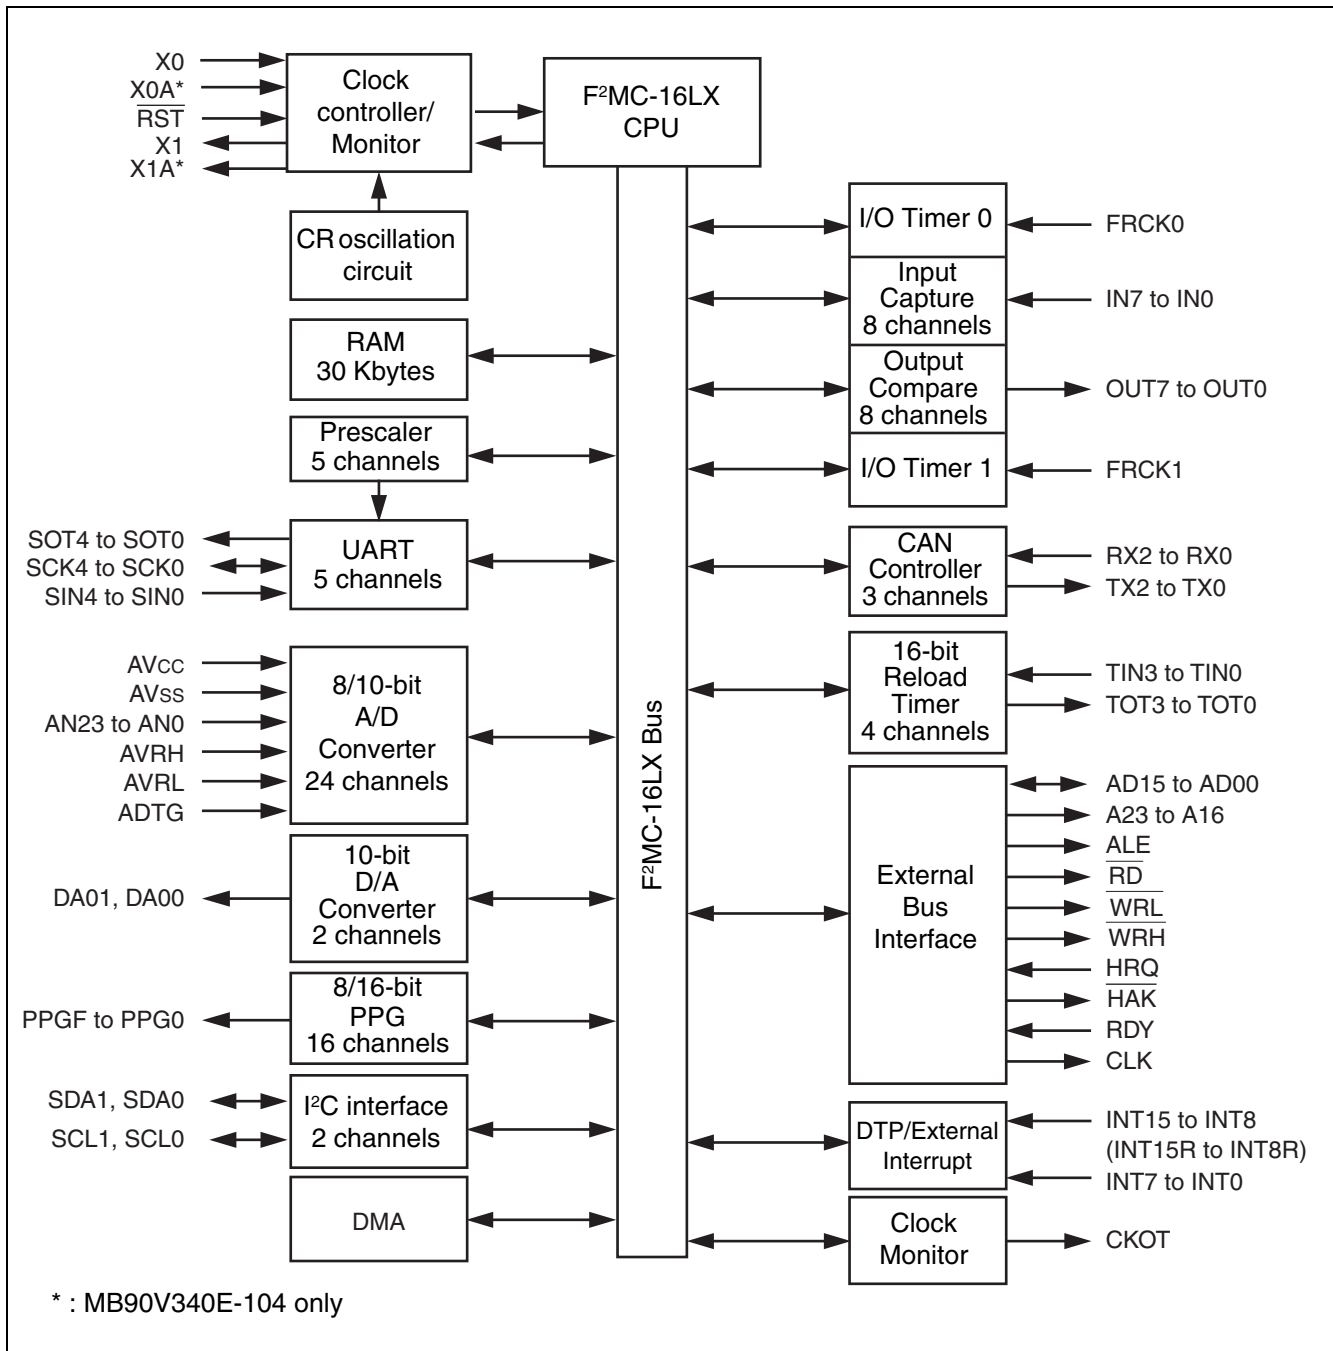 X0
X0A*
RST
X1
X1A*
Clock
controller/
Monitor
F²MC-16LX
CPU
CR oscillation
circuit
RAM
30 Kbytes
Prescaler
5 channels
SOT4 to SOT0
SCK4 to SCK0
SIN4 to SIN0
UART
5 channels
AVCC
AVSS
AN23 to AN0
AVRH
AVRL
ADTG
8/10-bit
A/D
Converter
24 channels
DA01, DA00
10-bit
D/A
Converter
2 channels
PPGF to PPG0
8/16-bit
PPG
16 channels
SDA1, SDA0
SCL1, SCL0
I²C interface
2 channels
DMA
F²MC-16LX Bus
I/O Timer 0
FRCK0
Input
Capture
8 channels
IN7 to IN0
Output
Compare
8 channels
OUT7 to OUT0
I/O Timer 1
FRCK1
CAN
Controller
3 channels
RX2 to RX0
TX2 to TX0
16-bit
Reload
Timer
4 channels
TIN3 to TIN0
TOT3 to TOT0
External
Bus
Interface
AD15 to AD00
A23 to A16
ALE
RD
WRL
WRH
HRQ
HAK
RDY
CLK
DTP/External
Interrupt
INT15 to INT8
(INT15R to INT8R)
INT7 to INT0
Clock
Monitor
CKOT
* : MB90V340E-104 only